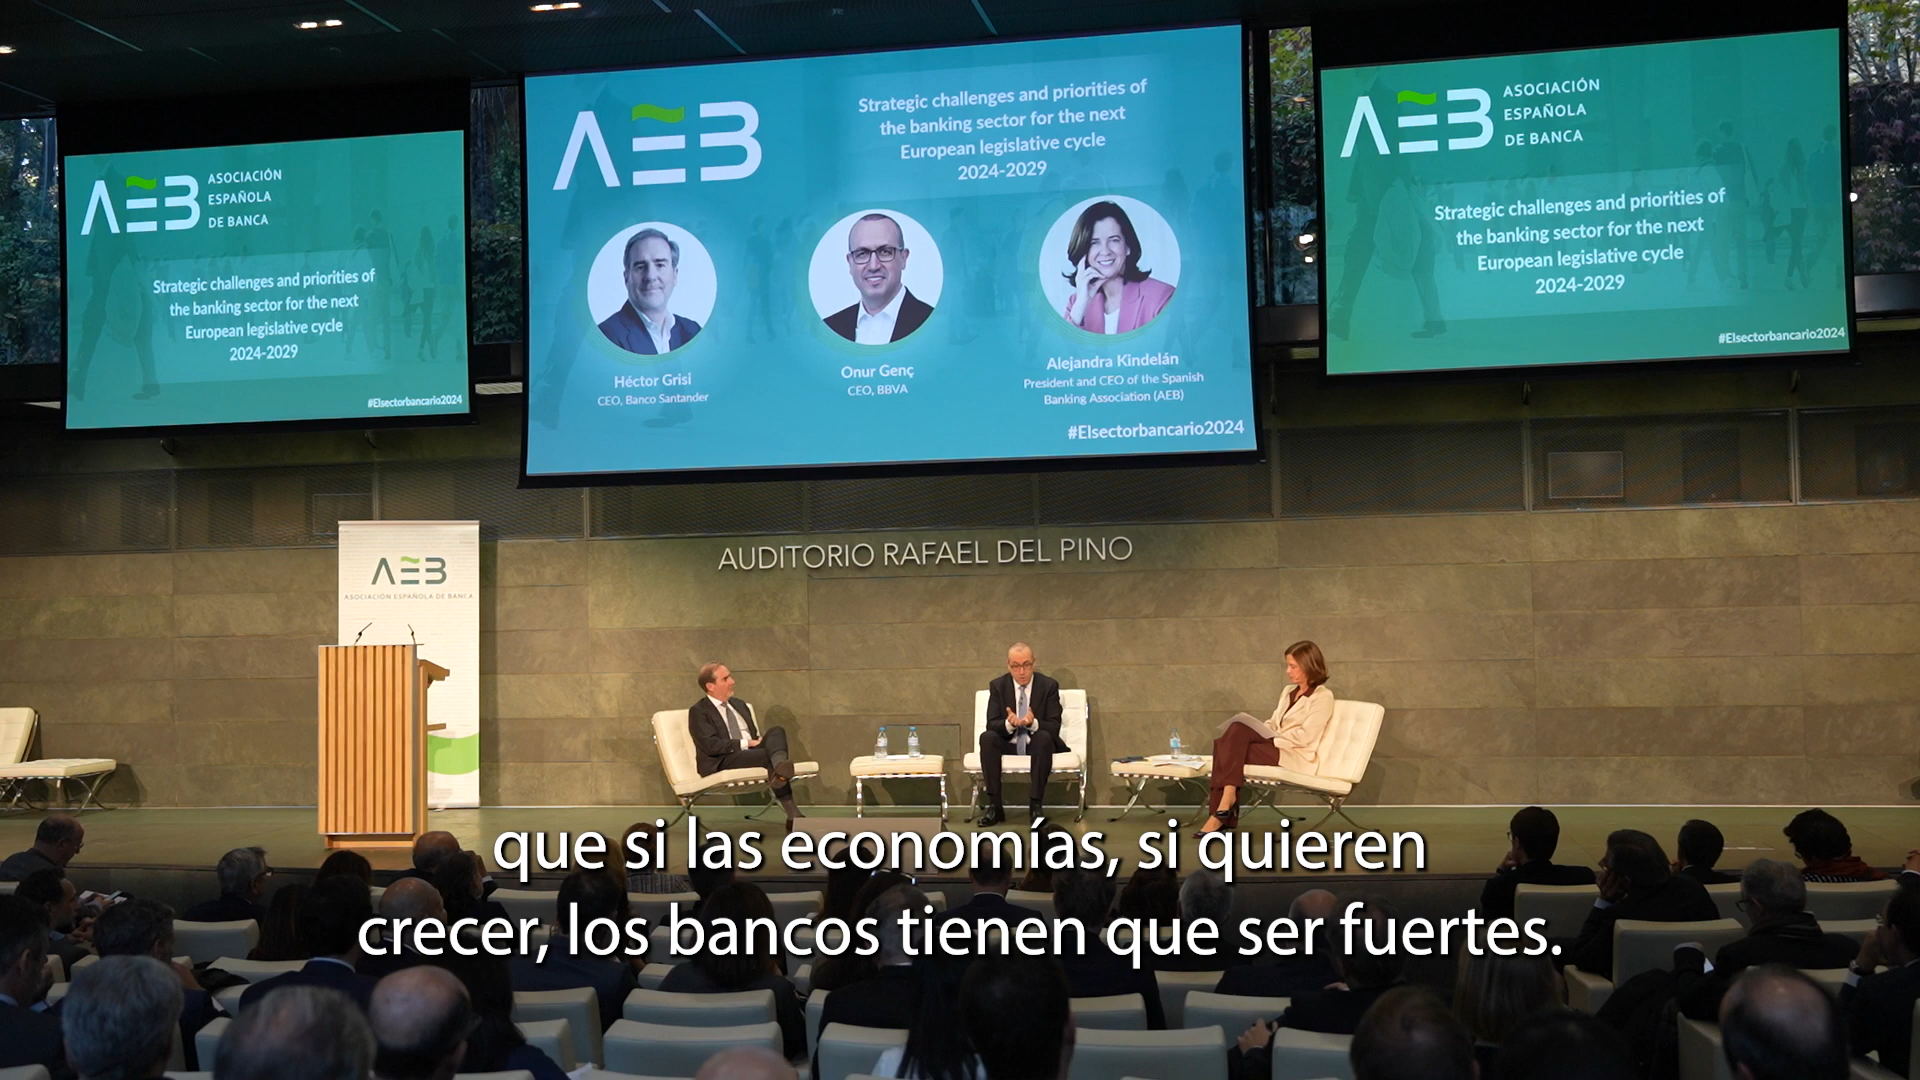 AEB
ASOCIACIÓN
ESPAÑOLA
DE BANCA
Strategic challenges and priorities of
the banking sector for the next
European legislative cycle
2024-2029
#Elsectorbancario2024
AEB
Strategic challenges and priorities of
the banking sector for the next
European legislative cycle
2024-2029
Héctor Grisi
CEO, Banco Santander
Onur Genç
CEO, BBVA
Alejandra Kindelán
President and CEO of the Spanish
Banking Association (AEB)
#Elsectorbancario2024
AEB
ASOCIACIÓN
ESPAÑOLA
DE BANCA
Strategic challenges and priorities of
the banking sector for the next
European legislative cycle
2024-2029
#Elsectorbancario2024
AUDITORIO RAFAEL DEL PINO
AEB
ASOCIACIÓN ESPAÑOLA DE BANCA
que si las economías, si quieren
crecer, los bancos tienen que ser fuertes.